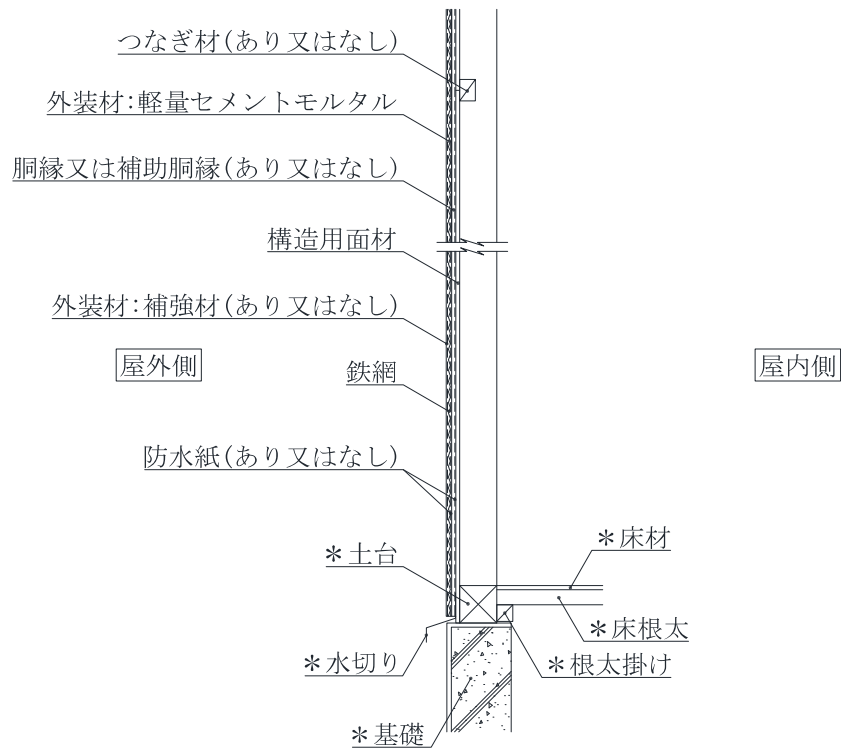 つなぎ材(あり又はなし)
外装材:軽量セメントモルタル
胴縁又は補助胴縁(あり又はなし)
構造用面材
外装材:補強材(あり又はなし)
屋外側
屋内側
鉄網
防水紙(あり又はなし)
*床材
*土台
*床根太
*水切り
*根太掛け
*基礎